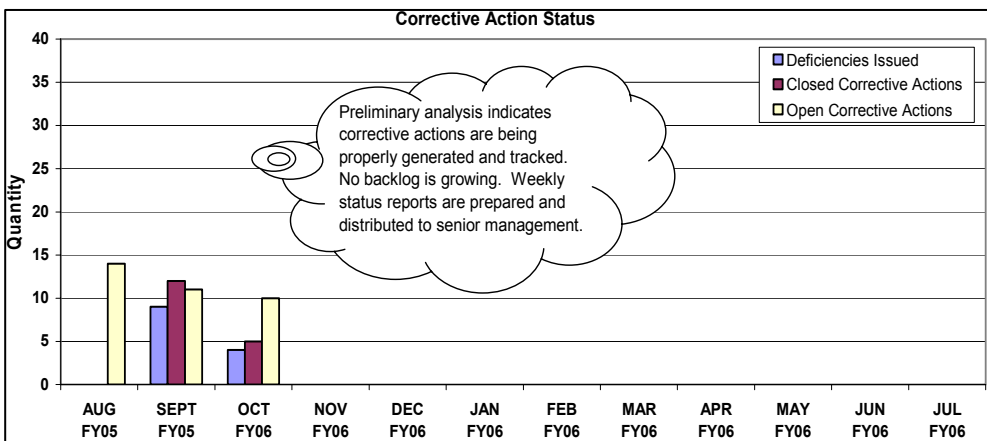 Corrective Action Status
40
35
30
25
20
15
10
5
0
Quantity
Deficiencies Issued
Closed Corrective Actions
Open Corrective Actions
Preliminary analysis indicates
corrective actions are being
properly generated and tracked.
No backlog is growing.  Weekly
status reports are prepared and
distributed to senior management.
AUG SEPT OCT NOV DEC JAN FEB MAR APR MAY JUN JUL
FY05 FY05 FY06 FY06 FY06 FY06 FY06 FY06 FY06 FY06 FY06 FY06